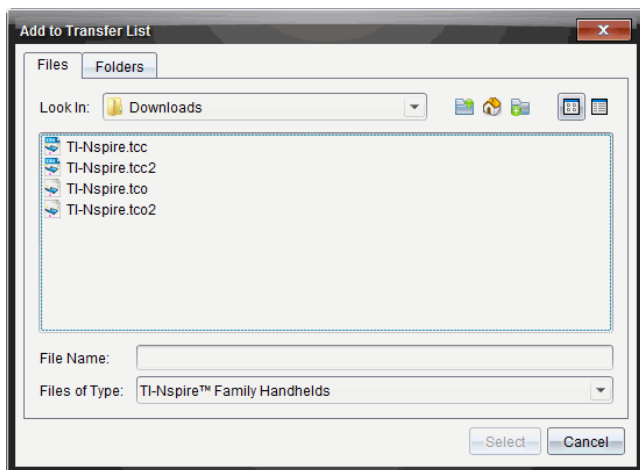 Add to Transfer List
Files Folders
Look In: Downloads
TI-Nspire.tcc
TI-Nspire.tcc2
TI-Nspire.tco
TI-Nspire.tco2
File Name:
Files of Type: TI-Nspire™ Family Handhelds
Select Cancel